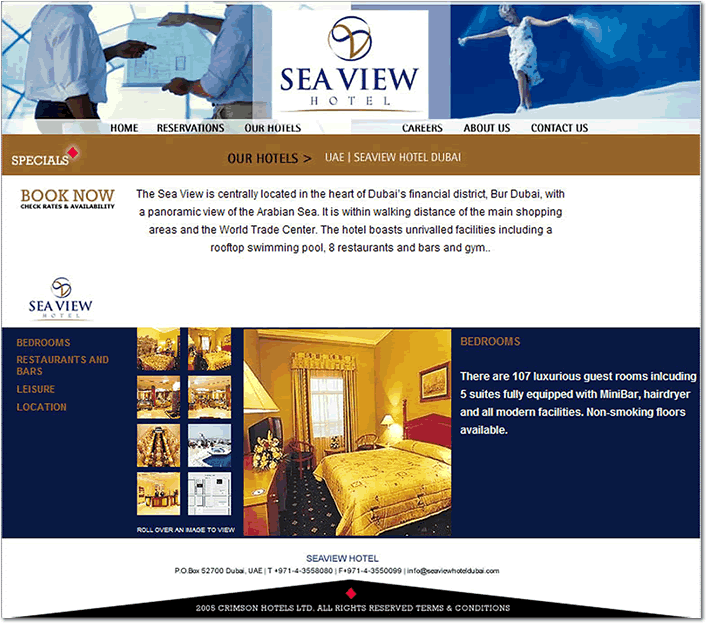 SEA VIEW
HOTEL
HOME RESERVATIONS OUR HOTELS CAREERS ABOUT US CONTACT US
SPECIALS
OUR HOTELS > UAE | SEAVIEW HOTEL DUBAI
BOOK NOW
CHECK RATES & AVAILABILITY
The Sea View is centrally located in the heart of Dubai's financial district, Bur Dubai, with
a panoramic view of the Arabian Sea. It is within walking distance of the main shopping
areas and the World Trade Center. The hotel boasts unrivalled facilities including a
rooftop swimming pool, 8 restaurants and bars and gym..
SEA VIEW
HOTEL
BEDROOMS
RESTAURANTS AND
BARS
LEISURE
LOCATION
ROLL OVER AN IMAGE TO VIEW
BEDROOMS
There are 107 luxurious guest rooms inlcuding
5 suites fully equipped with MiniBar, hairdryer
and all modern facilities. Non-smoking floors
available.
SEAVIEW HOTEL
P.O.Box 52700 Dubai, UAE | T +971-4-3558080 | F+971-4-3550099 | info@seaviewhoteldubai.com
2005 CRIMSON HOTELS LTD. ALL RIGHTS RESERVED TERMS & CONDITIONS